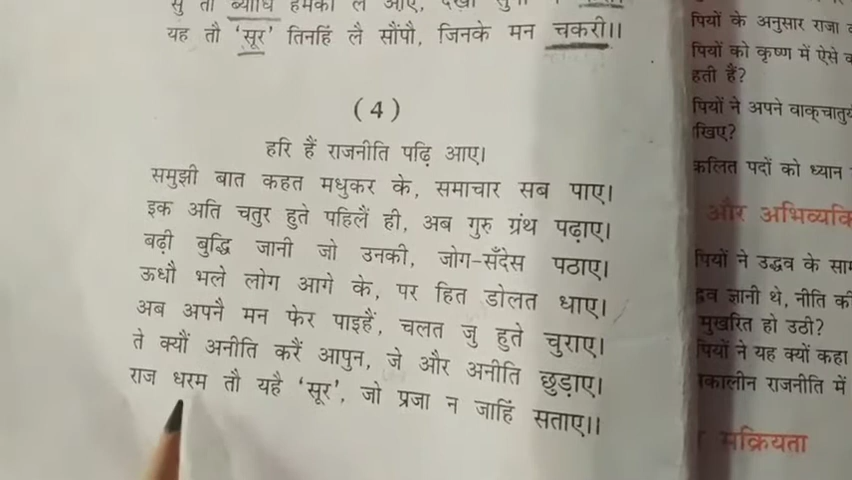 यह तौ 'सूर' तिनहिं लै सौंपौ, जिनके मन चकरी।।
(4)
हरि हैं राजनीति पढ़ि आए।
समुझी बात कहत मधुकर के, समाचार सब पाए।
इक अति चतुर हुते पहिलैं ही, अब गुरु ग्रंथ पढ़ाए।
बढ़ी बुद्धि जानी जो उनकी, जोग-सँदेस पठाए।
ऊधौ भले लोग आगे के, पर हित डोलत धाए।
अब अपनै मन फेर पाइहैं, चलत जु हुते चुराए।
ते क्यौं अनीति करैं आपुन, जे और अनीति छुड़ाए।
राज धरम तौ यहै 'सूर', जो प्रजा न जाहिं सताए।।
पियों के अनुसार राजा
पियों को कृष्ण में ऐसे
हती हैं?
पियों ने अपने वाक्चातुर्य
खिए?
कलित पदों को ध्यान
और अभिव्यक्ति
पियों ने उद्धव के साम
द्धव ज्ञानी थे, नीति की
मुखरित हो उठी?
पियों ने यह क्यों कहा
कालीन राजनीति में
सक्रियता